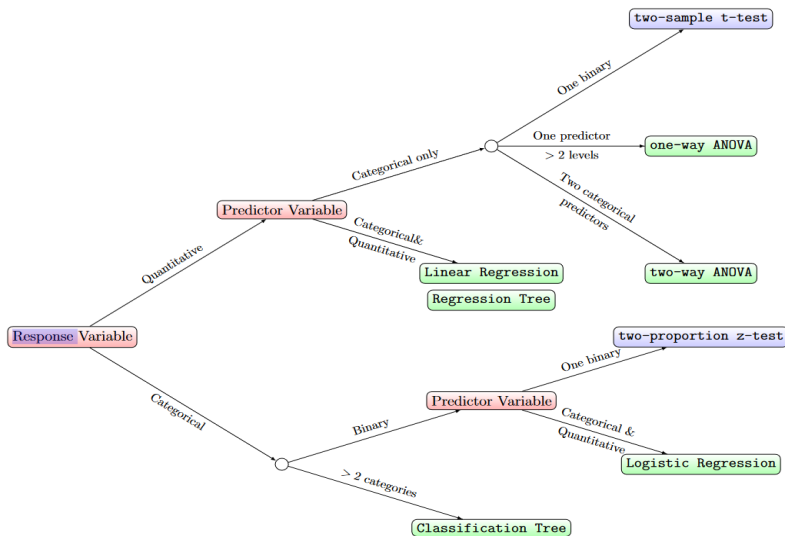 two-sample t-test
One binary
One predictor
> 2 levels
one-way ANOVA
Categorical only
Two categorical
predictors
Predictor Variable
Categorical&
Quantitative
Quantitative
Linear Regression
two-way ANOVA
Regression Tree
Response Variable
two-proportion z-test
One binary
Categorical
Predictor Variable
Binary
Categorical &
Quantitative
Logistic Regression
> 2 categories
Classification Tree